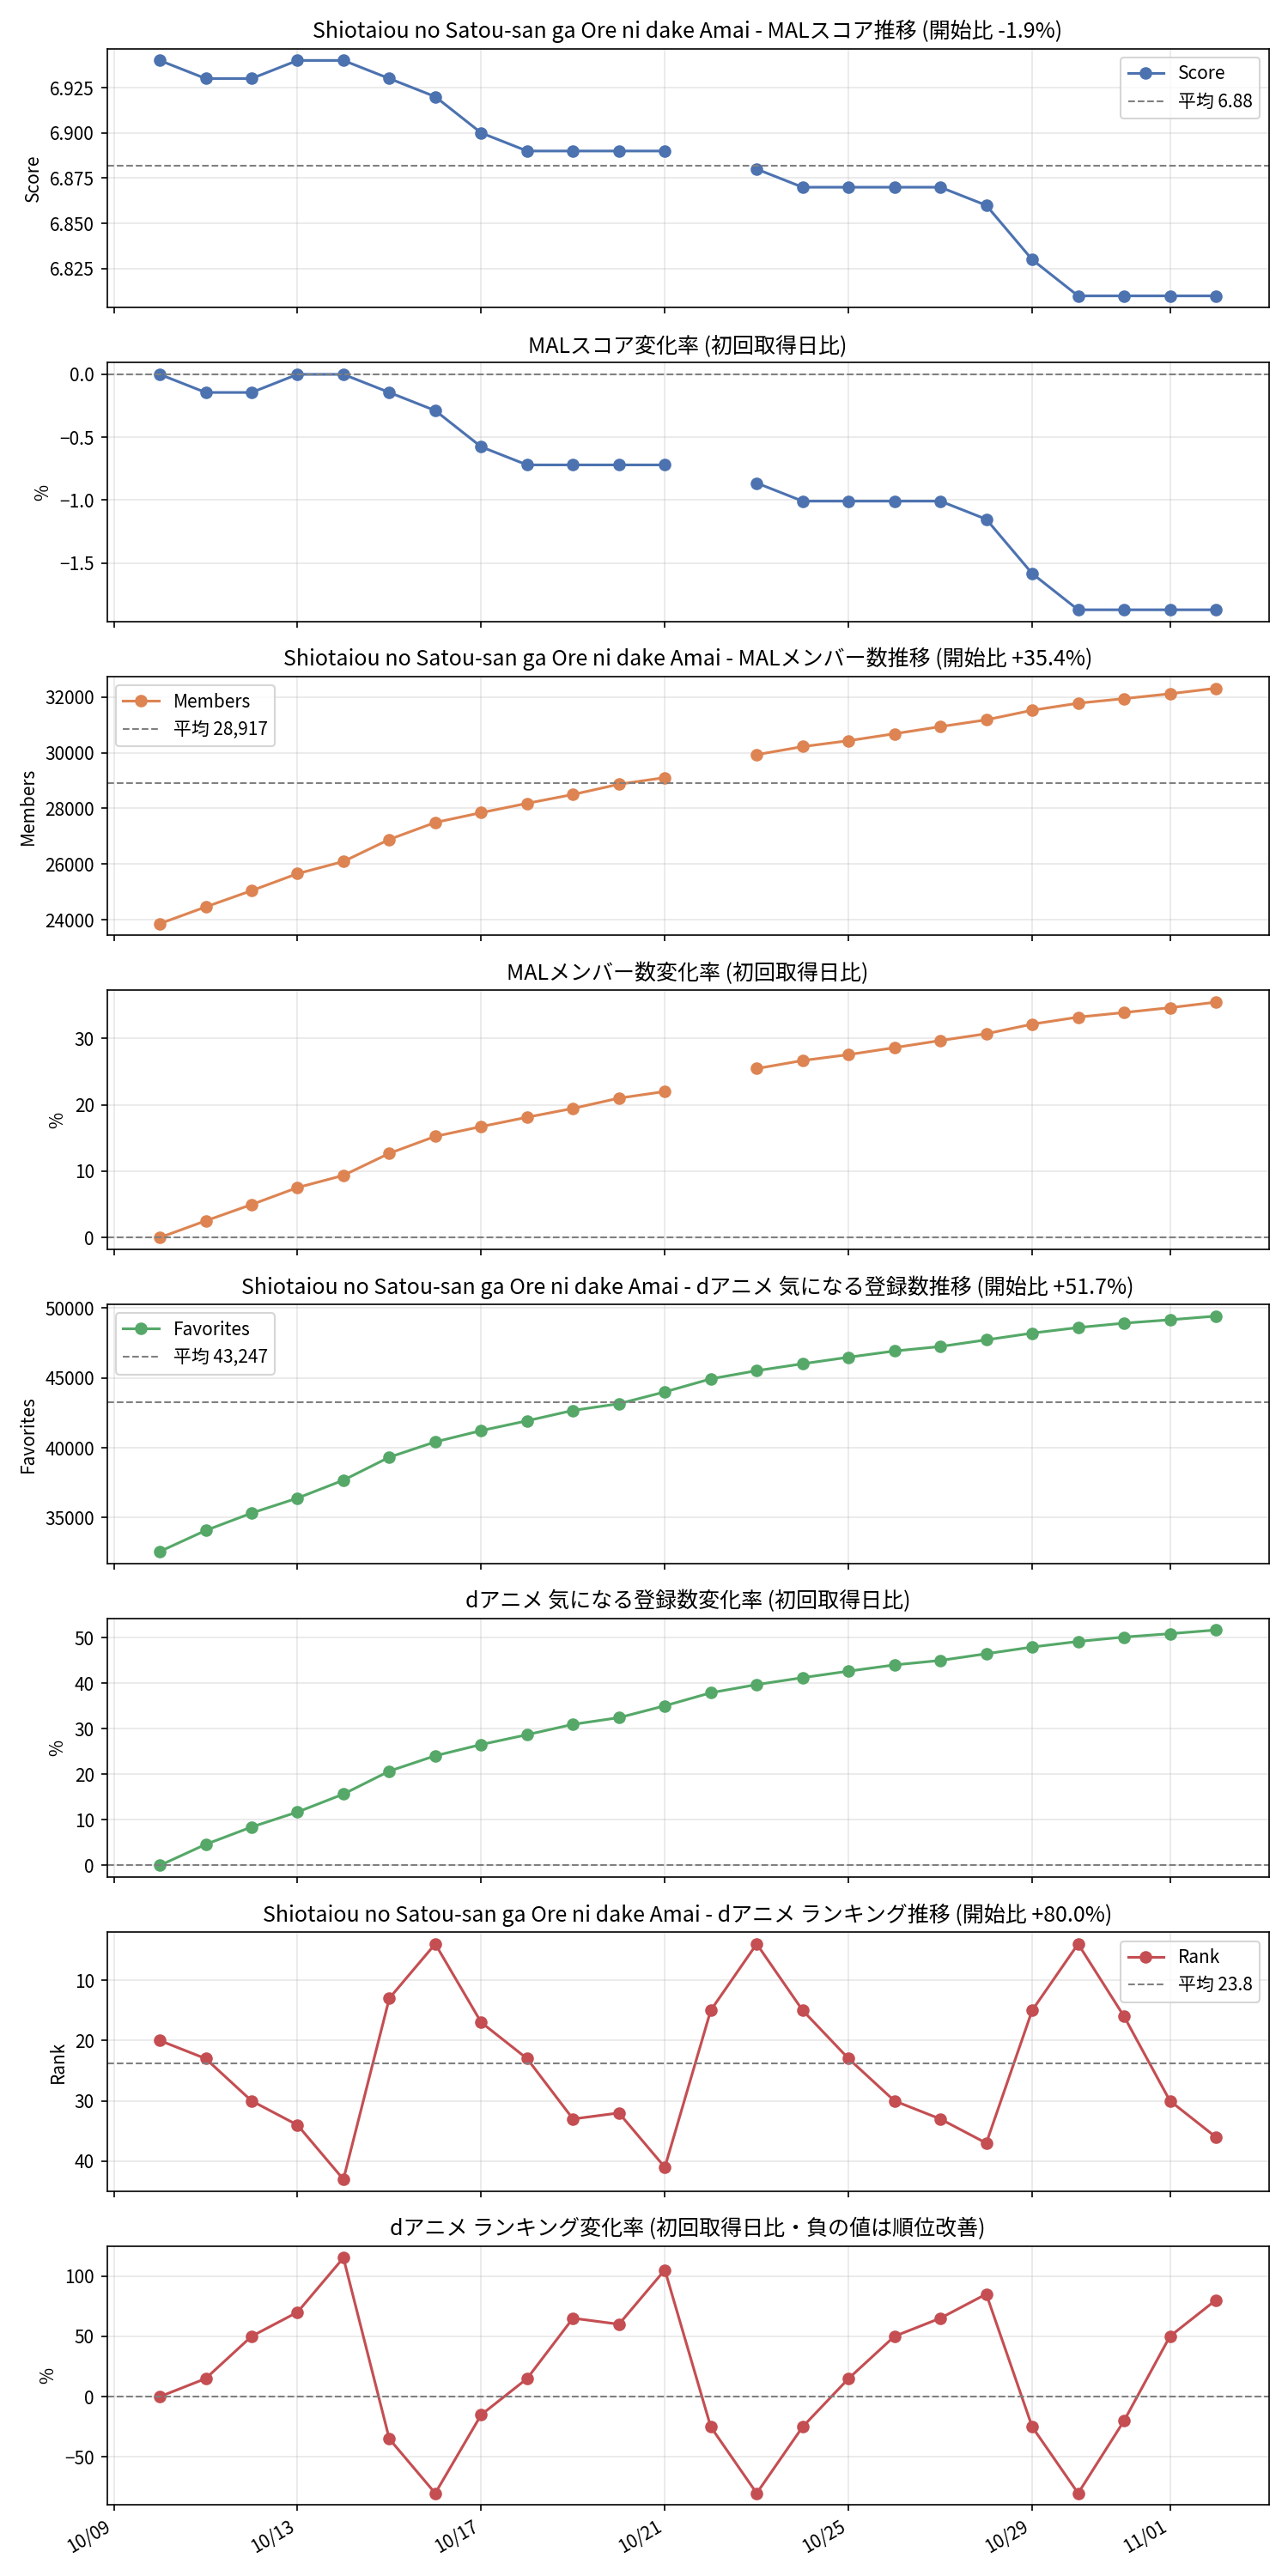 Shiotaiou no Satou-san ga Ore ni dake Amai - MALスコア推移 (開始比 -1.9%)
Score
平均 6.88
6.925
6.900
6.875
6.850
6.825
Score
MALスコア変化率 (初回取得日比)
0.0
−0.5
−1.0
−1.5
%
Shiotaiou no Satou-san ga Ore ni dake Amai - MALメンバー数推移 (開始比 +35.4%)
Members
平均 28,917
32000
30000
28000
26000
24000
Members
MALメンバー数変化率 (初回取得日比)
30
20
10
0
%
Shiotaiou no Satou-san ga Ore ni dake Amai - dアニメ 気になる登録数推移 (開始比 +51.7%)
Favorites
平均 43,247
50000
45000
40000
35000
Favorites
dアニメ 気になる登録数変化率 (初回取得日比)
50
40
30
20
10
0
%
Shiotaiou no Satou-san ga Ore ni dake Amai - dアニメ ランキング推移 (開始比 +80.0%)
Rank
平均 23.8
10
20
30
40
Rank
dアニメ ランキング変化率 (初回取得日比・負の値は順位改善)
100
50
0
−50
%
10/09
10/13
10/17
10/21
10/25
10/29
11/01